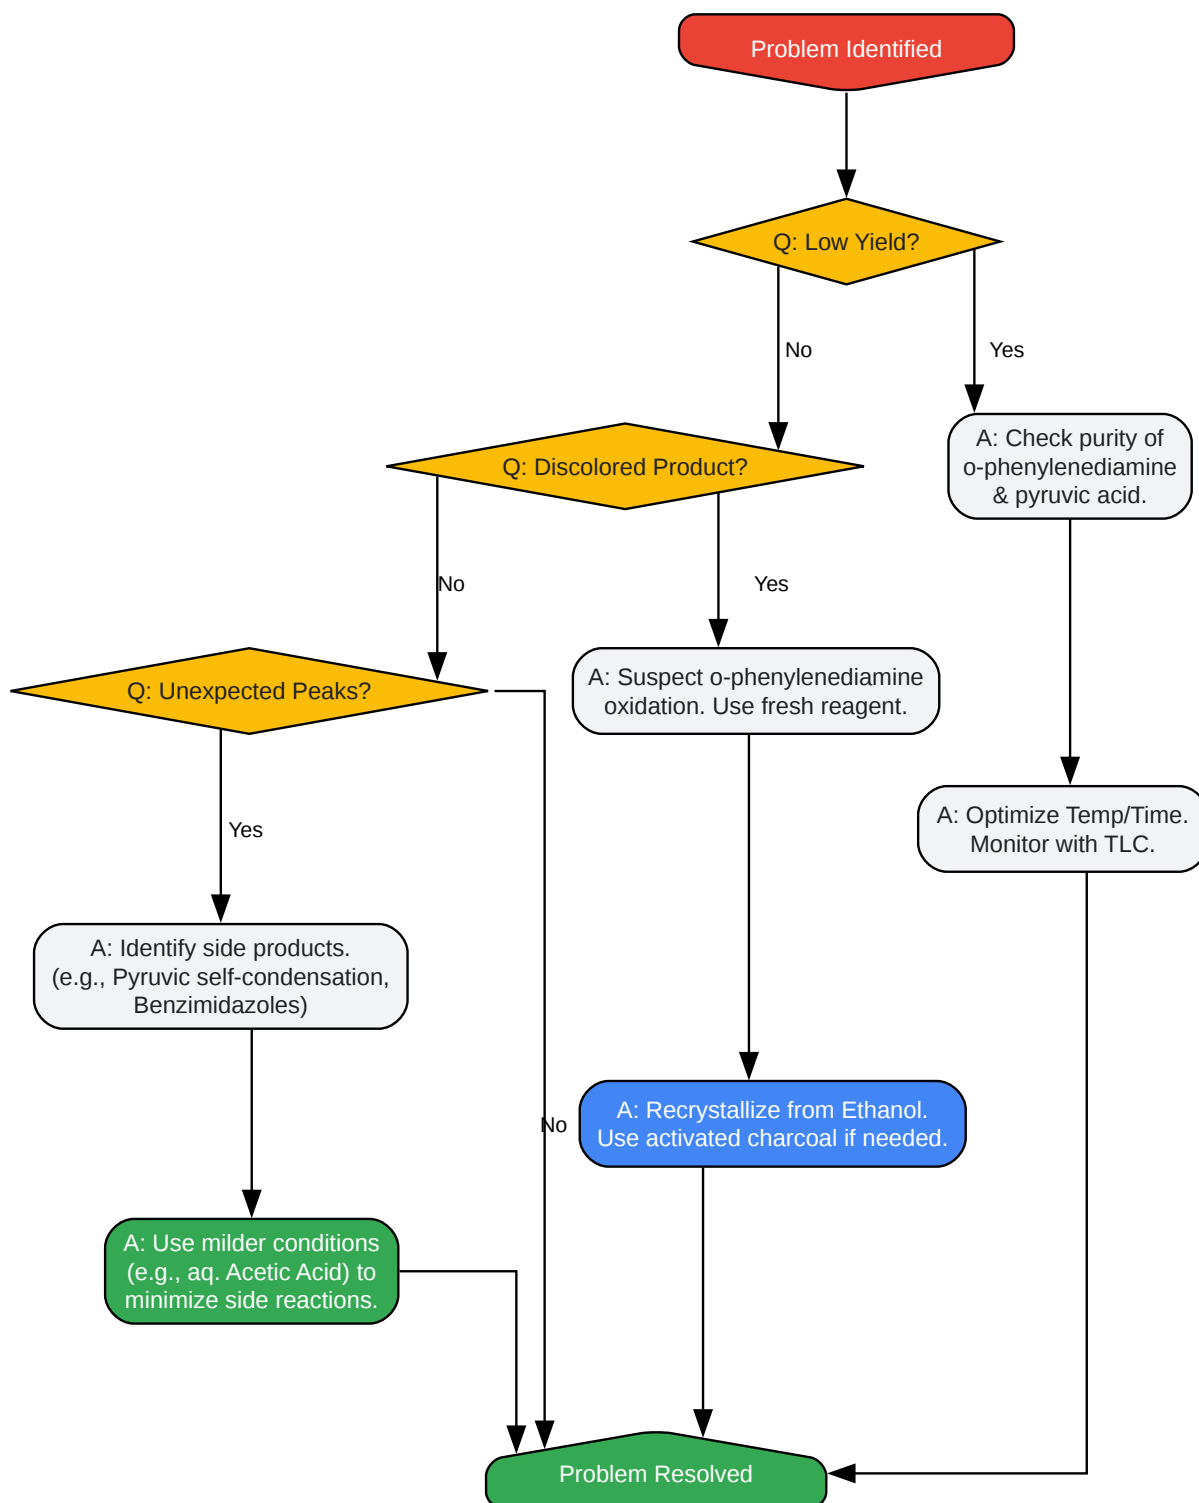 Problem Identified
Q: Low Yield?
No
Yes
Q: Discolored Product?
A: Check purity of
o-phenylenediamine
& pyruvic acid.
No
Yes
Q: Unexpected Peaks?
A: Suspect o-phenylenediamine
oxidation. Use fresh reagent.
Yes
A: Optimize Temp/Time.
Monitor with TLC.
A: Identify side products.
(e.g., Pyruvic self-condensation,
Benzimidazoles)
No
A: Recrystallize from Ethanol.
Use activated charcoal if needed.
A: Use milder conditions
(e.g., aq. Acetic Acid) to
minimize side reactions.
Problem Resolved